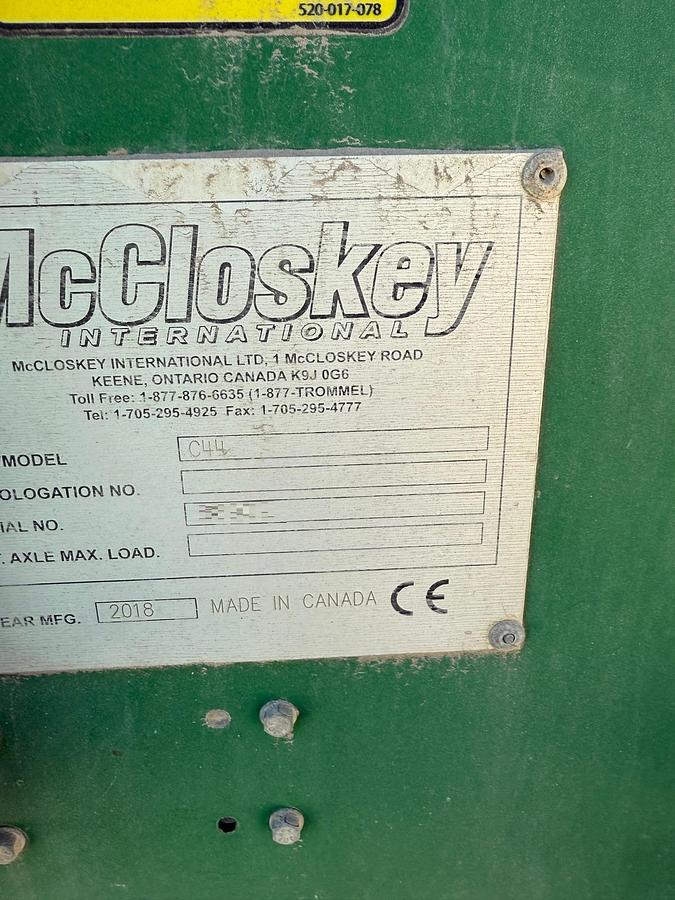 520-017-078
McCloskey
INTERNATIONAL
McCLOSKEY INTERNATIONAL LTD, 1 McCLOSKEY ROAD
KEENE, ONTARIO CANADA K9J 0G6
Toll Free: 1-877-876-6635 (1-877-TROMMEL)
Tel: 1-705-295-4925 Fax: 1-705-295-4777
/MODEL C44
OLOGATION NO.
IAL NO.
. AXLE MAX. LOAD.
EAR MFG. 2018 MADE IN CANADA CE